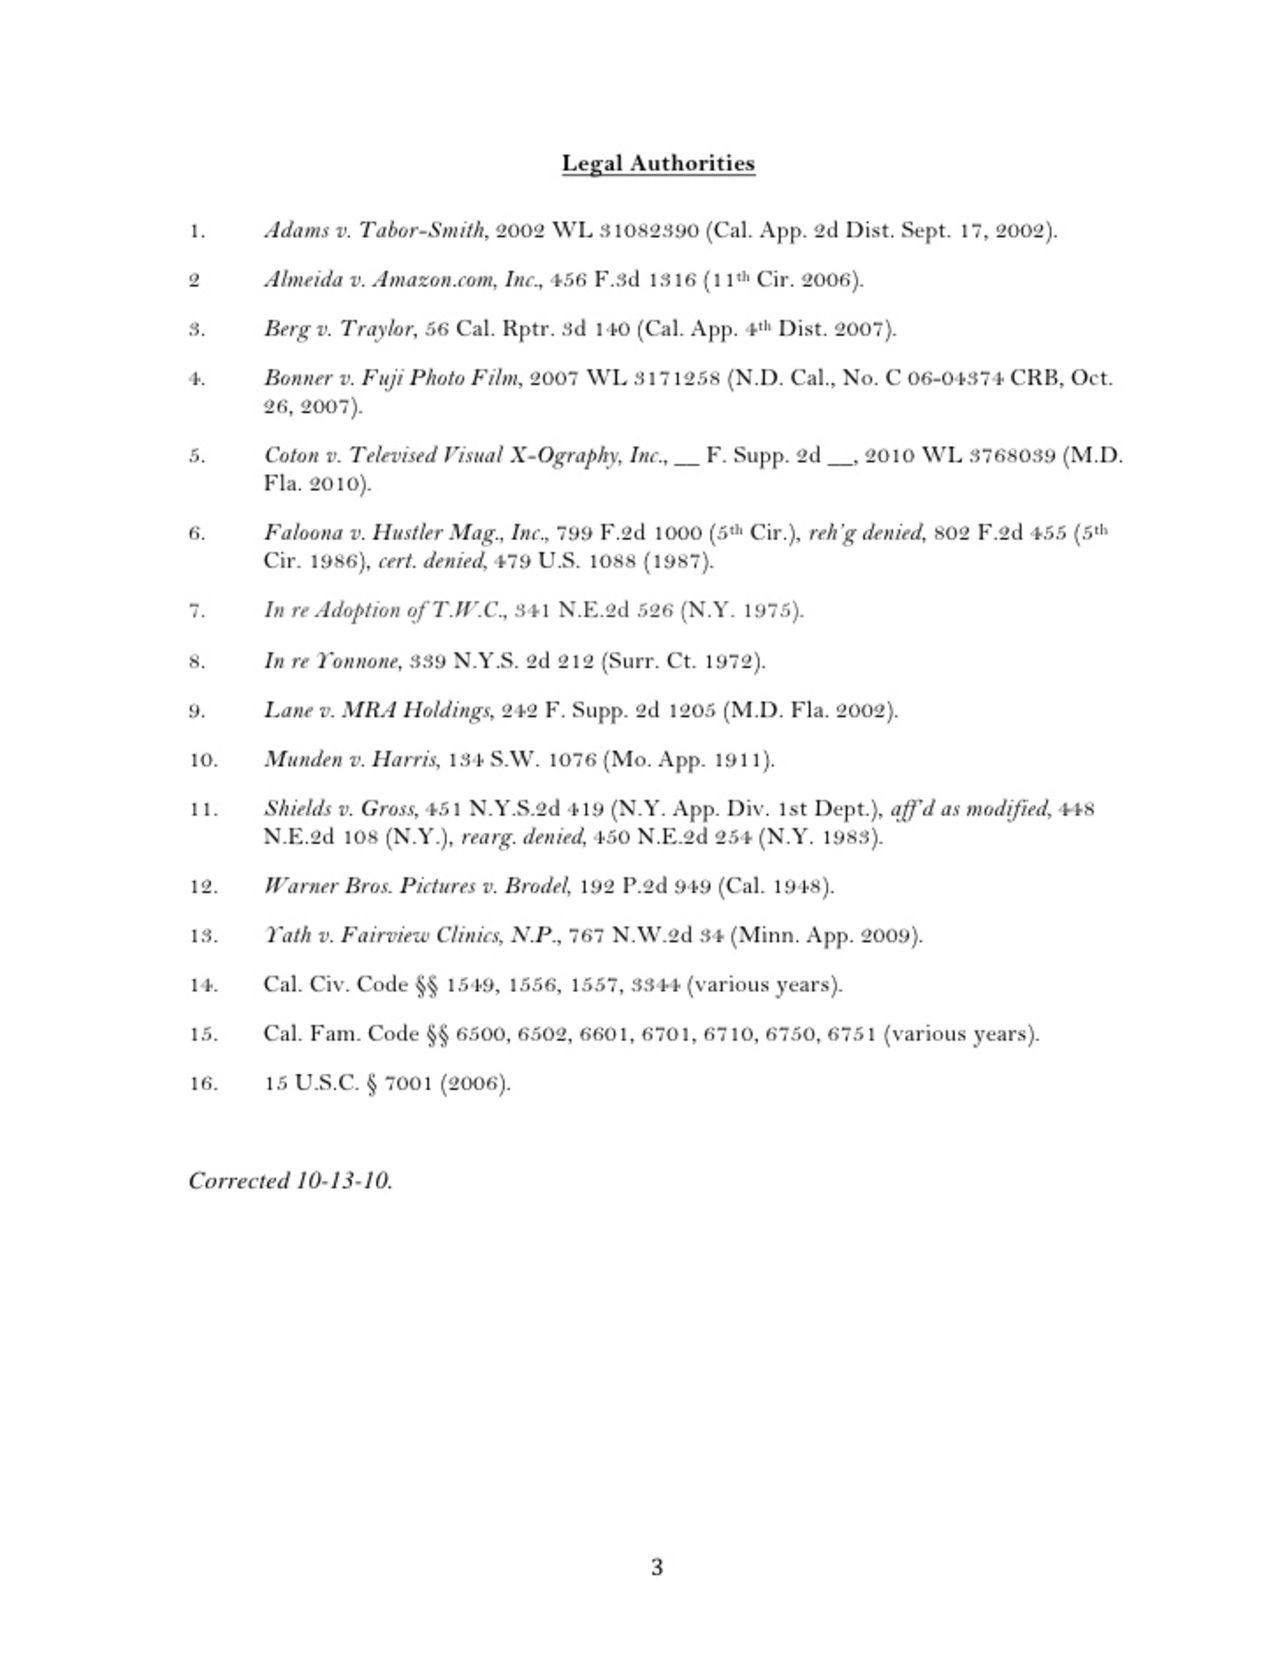 Legal Authorities
1. Adams v. Tabor-Smith, 2002 WL 31082390 (Cal. App. 2d Dist. Sept. 17, 2002).
2 Almeida v. Amazon.com, Inc., 456 F.3d 1316 (11th Cir. 2006).
3. Berg v. Traylor, 56 Cal. Rptr. 3d 140 (Cal. App. 4th Dist. 2007).
4. Bonner v. Fuji Photo Film, 2007 WL 3171258 (N.D. Cal., No. C 06-04374 CRB, Oct.
26, 2007).
5. Coton v. Televised Visual X-Ography, Inc., __ F. Supp. 2d __, 2010 WL 3768039 (M.D.
Fla. 2010).
6. Faloona v. Hustler Mag., Inc., 799 F.2d 1000 (5th Cir.), reh'g denied, 802 F.2d 455 (5th
Cir. 1986), cert. denied, 479 U.S. 1088 (1987).
7. In re Adoption of T.W.C., 341 N.E.2d 526 (N.Y. 1975).
8. In re Yonnone, 339 N.Y.S. 2d 212 (Surr. Ct. 1972).
9. Lane v. MRA Holdings, 242 F. Supp. 2d 1205 (M.D. Fla. 2002).
10. Munden v. Harris, 134 S.W. 1076 (Mo. App. 1911).
11. Shields v. Gross, 451 N.Y.S.2d 419 (N.Y. App. Div. 1st Dept.), aff'd as modified, 448
N.E.2d 108 (N.Y.), rearg. denied, 450 N.E.2d 254 (N.Y. 1983).
12. Warner Bros. Pictures v. Brodel, 192 P.2d 949 (Cal. 1948).
13. Yath v. Fairview Clinics, N.P., 767 N.W.2d 34 (Minn. App. 2009).
14. Cal. Civ. Code §§ 1549, 1556, 1557, 3344 (various years).
15. Cal. Fam. Code §§ 6500, 6502, 6601, 6701, 6710, 6750, 6751 (various years).
16. 15 U.S.C. § 7001 (2006).
Corrected 10-13-10.
3